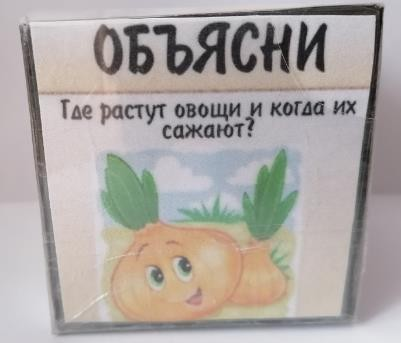 ОБЪЯСНИ
Где растут овощи и когда их
сажают?